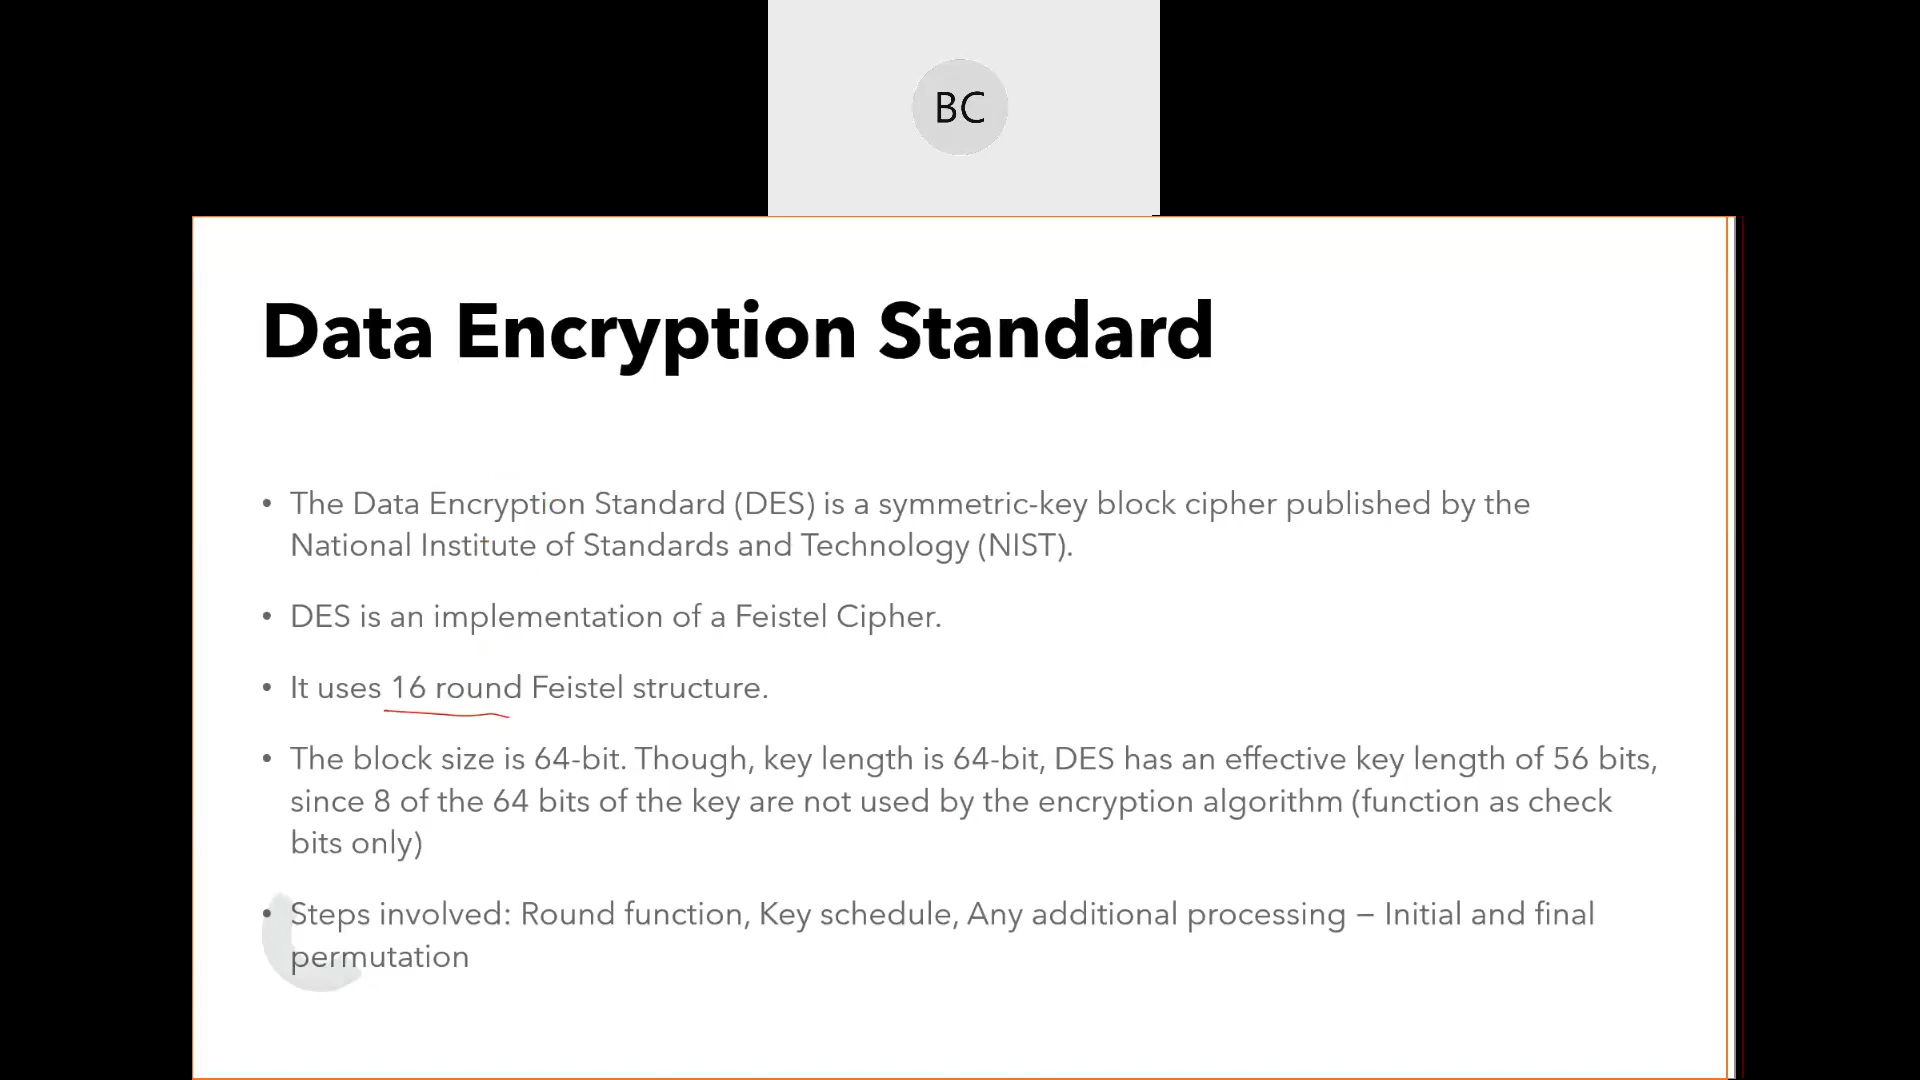 BC
Data Encryption Standard
• The Data Encryption Standard (DES) is a symmetric-key block cipher published by the
National Institute of Standards and Technology (NIST).
• DES is an implementation of a Feistel Cipher.
• It uses 16 round Feistel structure.
• The block size is 64-bit. Though, key length is 64-bit, DES has an effective key length of 56 bits,
since 8 of the 64 bits of the key are not used by the encryption algorithm (function as check
bits only)
• Steps involved: Round function, Key schedule, Any additional processing − Initial and final
permutation